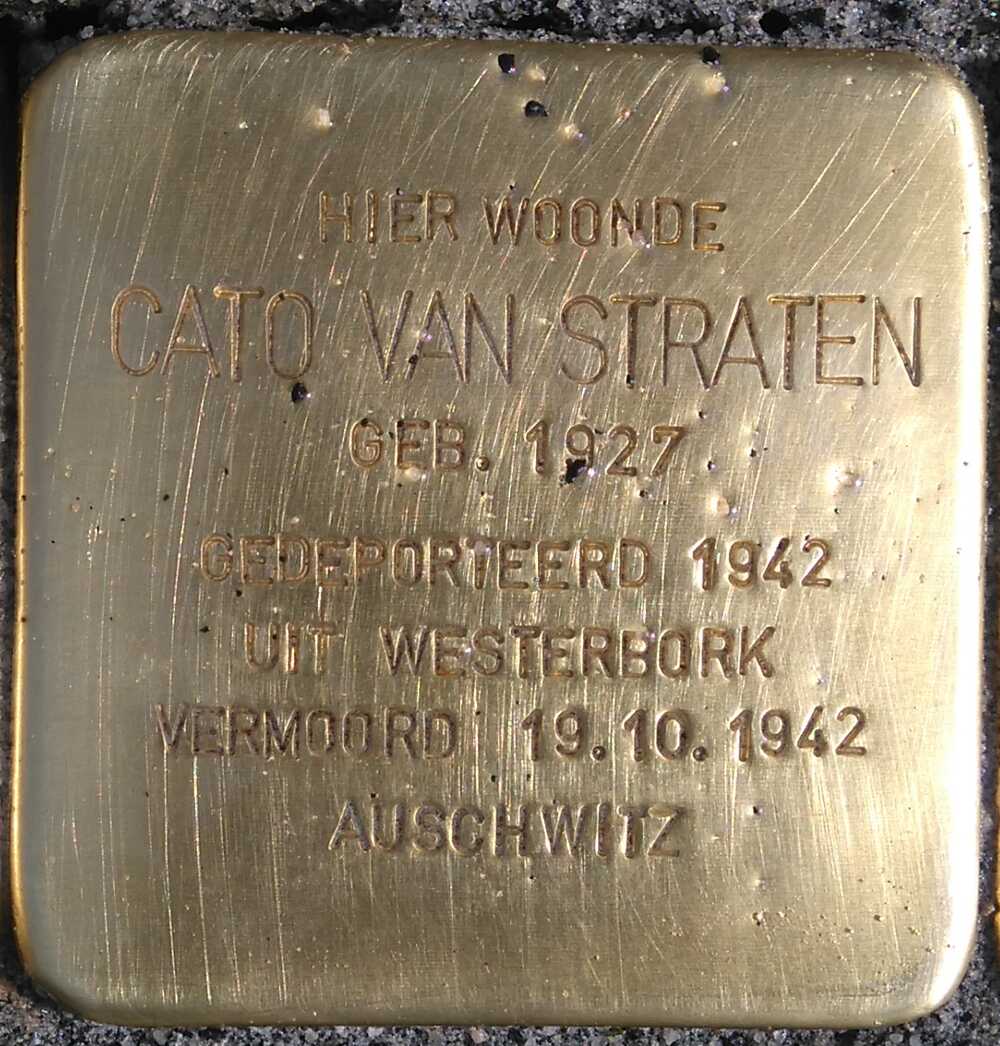 HIER WOONDE
CATO VAN STRATEN
GEB. 1927
GEDEPORTEERD 1942
UIT WESTERBORK
VERMOORD 19.10.1942
AUSCHWITZ